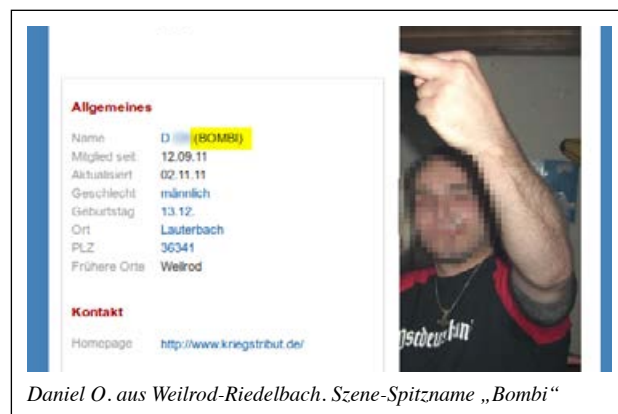 Allgemeines
Name D (BOMBI)
Mitglied seit: 12.09.11
Aktualisiert 02.11.11
Geschlecht männlich
Geburtstag 13.12.
Ort Lauterbach
PLZ 36341
Frühere Orte Weilrod
Kontakt
Homepage http://www.kriegstribut.de/
Daniel O. aus Weilrod-Riedelbach. Szene-Spitzname „Bombi“